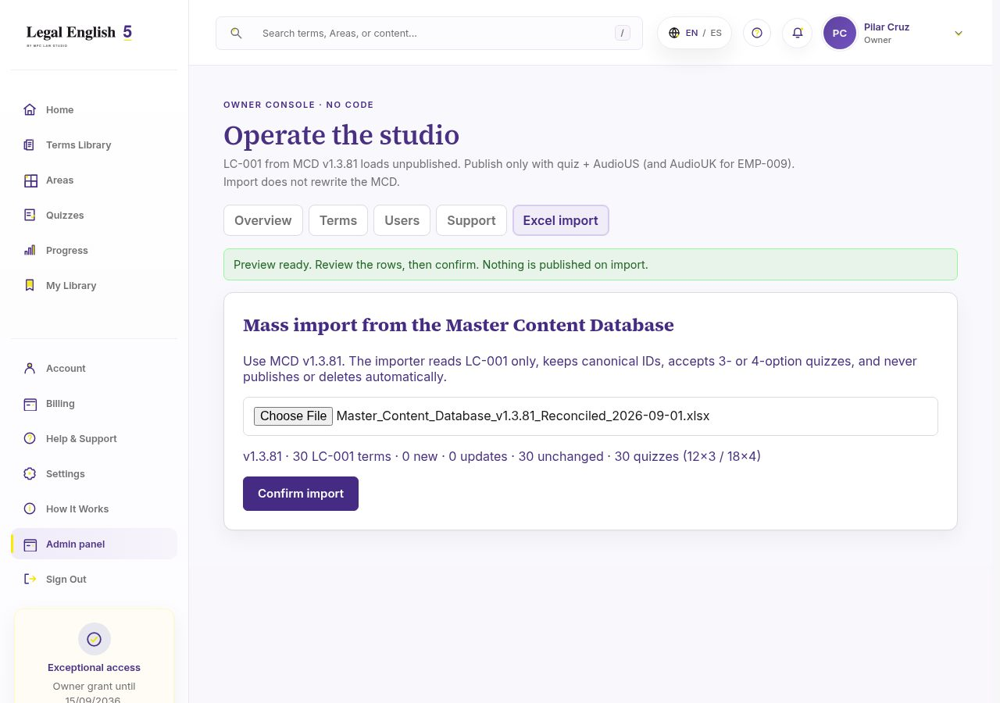 Legal English 5
BY MPC LAW STUDIO
Home
Terms Library
Areas
Quizzes
Progress
My Library
Account
Billing
Help & Support
Settings
How It Works
Admin panel
Sign Out
Exceptional access
Owner grant until
15/09/2036
Search terms, Areas, or content...
/
EN / ES
PC
Pilar Cruz
Owner
OWNER CONSOLE · NO CODE
Operate the studio
LC-001 from MCD v1.3.81 loads unpublished. Publish only with quiz + AudioUS (and AudioUK for EMP-009).
Import does not rewrite the MCD.
Overview
Terms
Users
Support
Excel import
Preview ready. Review the rows, then confirm. Nothing is published on import.
Mass import from the Master Content Database
Use MCD v1.3.81. The importer reads LC-001 only, keeps canonical IDs, accepts 3- or 4-option quizzes, and never
publishes or deletes automatically.
Choose File Master_Content_Database_v1.3.81_Reconciled_2026-09-01.xlsx
v1.3.81 · 30 LC-001 terms · 0 new · 0 updates · 30 unchanged · 30 quizzes (12×3 / 18×4)
Confirm import